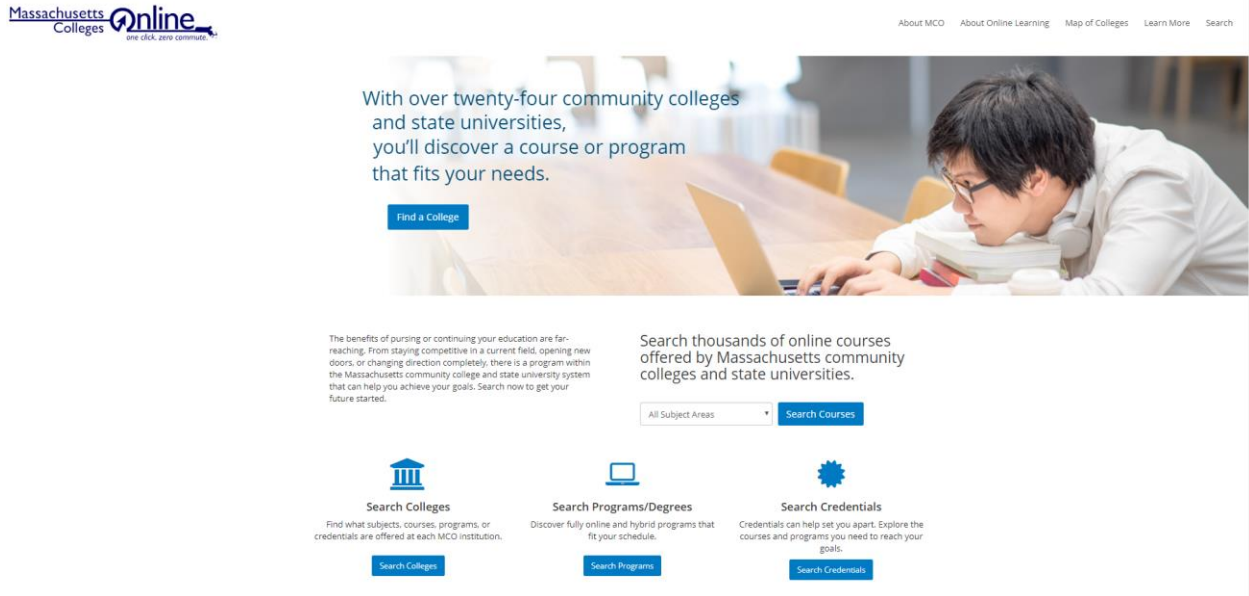 Massachusetts
Colleges Online
one click. zero commute.
About MCO About Online Learning Map of Colleges Learn More Search
With over twenty-four community colleges
and state universities,
you'll discover a course or program
that fits your needs.
Find a College
The benefits of pursing or continuing your education are far-
reaching. From staying competitive in a current field, opening new
doors, or changing direction completely, there is a program within
the Massachusetts community college and state university system
that can help you achieve your goals. Search now to get your
future started.
Search thousands of online courses
offered by Massachusetts community
colleges and state universities.
All Subject Areas
Search Courses
Search Colleges
Find what subjects, courses, programs, or
credentials are offered at each MCO institution.
Search Colleges
Search Programs/Degrees
Discover fully online and hybrid programs that
fit your schedule.
Search Programs
Search Credentials
Credentials can help set you apart. Explore the
courses and programs you need to reach your
goals.
Search Credentials